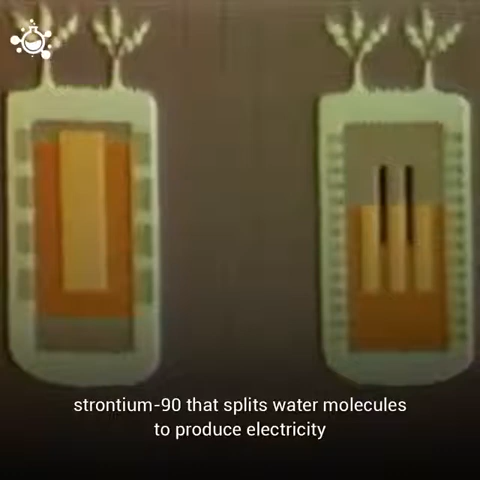 strontium-90 that splits water molecules
to produce electricity